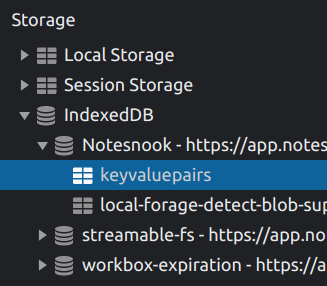 Storage
Local Storage
Session Storage
IndexedDB
Notesnook - https://app.notes
keyvaluepairs
local-forage-detect-blob-sup
streamable-fs - https://app.no
workbox-expiration - https://a